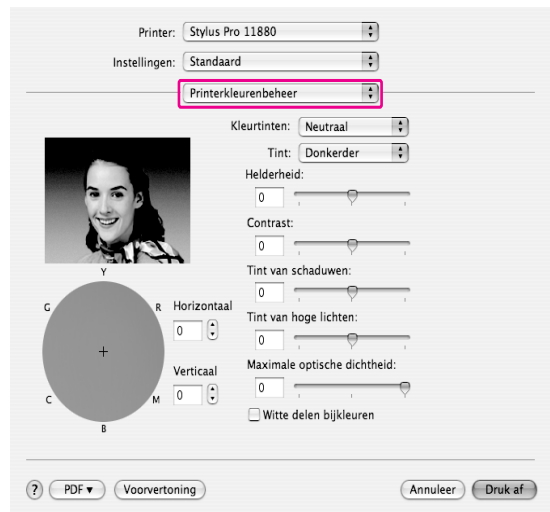 Printer: Stylus Pro 11880
Instellingen: Standaard
Printerkleurenbeheer
Kleurtinten: Neutraal
Tint: Donkerder
Helderheid:
0
Contrast:
0
Tint van schaduwen:
0
Tint van hoge lichten:
0
Maximale optische dichtheid:
0
Witte delen bijkleuren
Y
G
R
C
M
B
Horizontaal
0
Verticaal
0
? PDF▼ Voorvertoning Annuleer Druk af